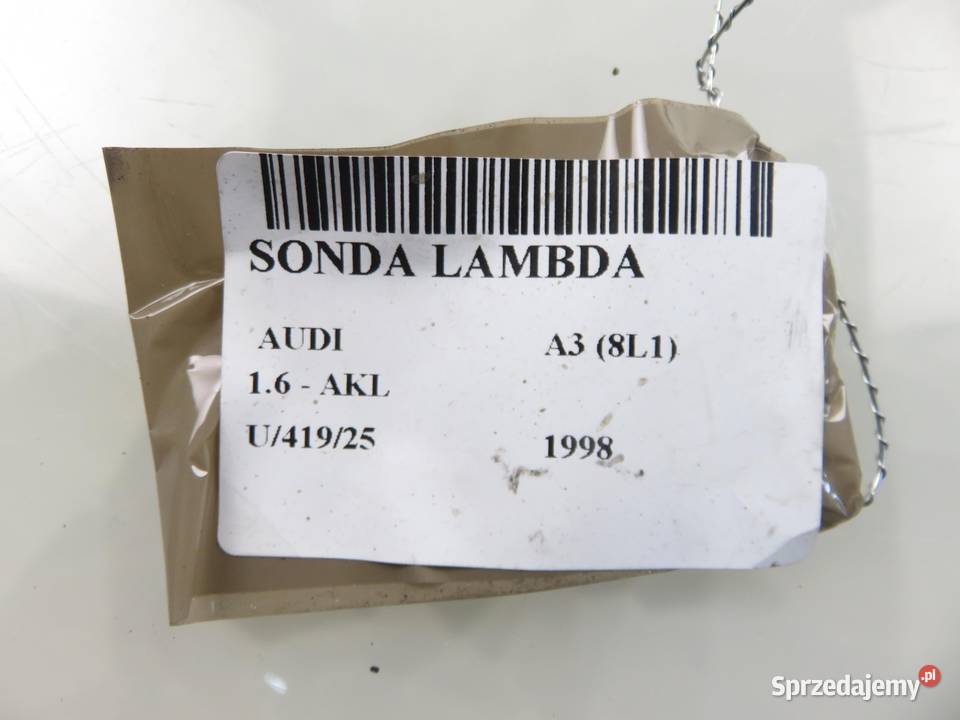 SONDA LAMBDA
AUDI A3 (8L1)
1.6 - AKL
U/419/25 1998
Sprzedajemy.pl